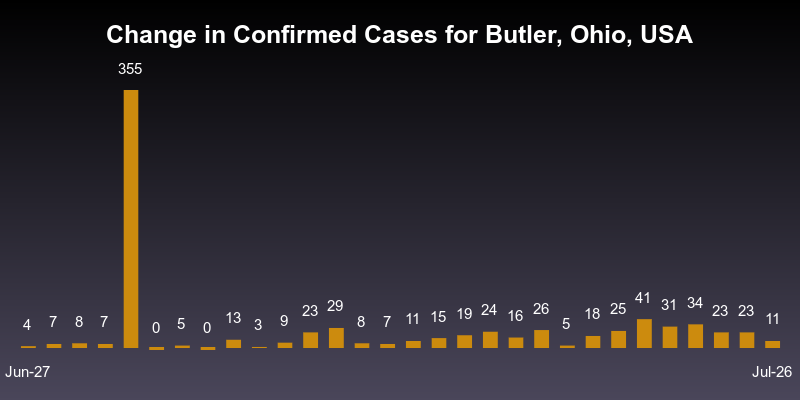 Change in Confirmed Cases for Butler, Ohio, USA
355
4 7 8 7 0 5 0 13 3 9 23 29 8 7 11 15 19 24 16 26 5 18 25 41 31 34 23 23 11
Jun-27 Jul-26